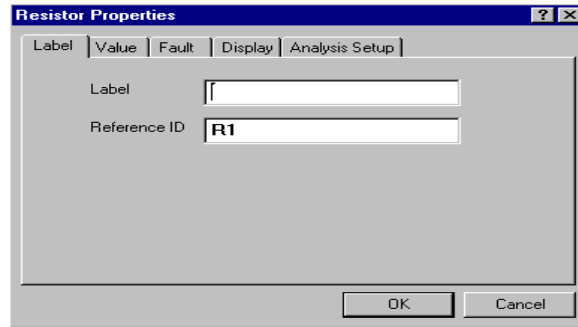 Resistor Properties
Label Value Fault Display Analysis Setup
Label
Reference ID R1
OK Cancel